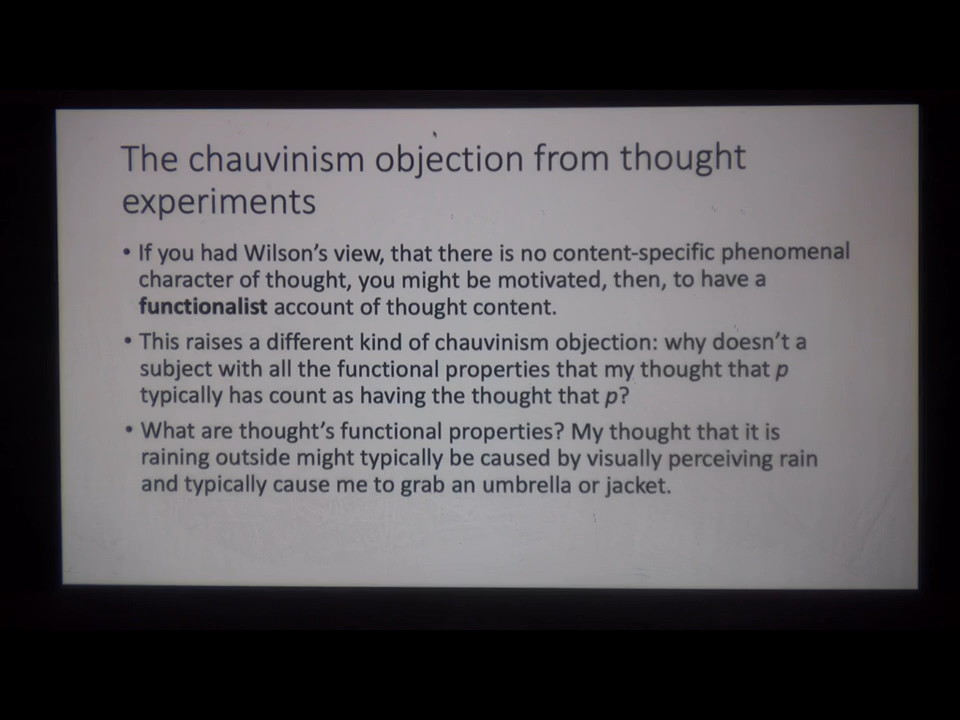 The chauvinism objection from thought
experiments
• If you had Wilson's view, that there is no content-specific phenomenal
character of thought, you might be motivated, then, to have a
functionalist account of thought content.
• This raises a different kind of chauvinism objection: why doesn't a
subject with all the functional properties that my thought that p
typically has count as having the thought that p?
• What are thought's functional properties? My thought that it is
raining outside might typically be caused by visually perceiving rain
and typically cause me to grab an umbrella or jacket.